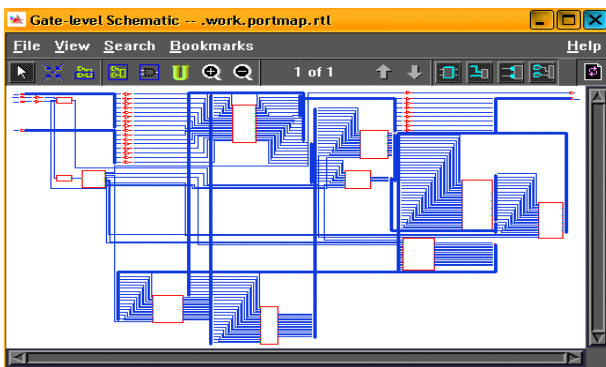 Gate-level Schematic -- .work.portmap.rtl
File View Search Bookmarks Help
1 of 1